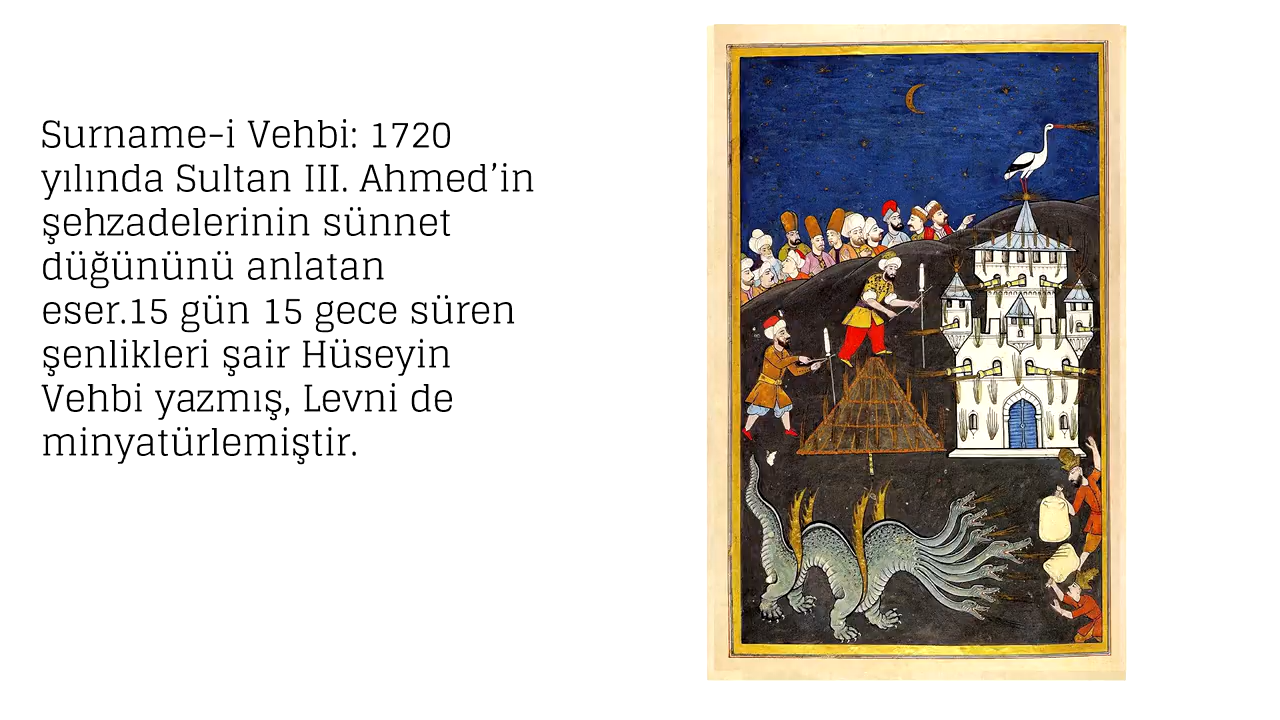 Surname-i Vehbi: 1720
yılında Sultan III. Ahmed’in
şehzadelerinin sünnet
düğününü anlatan
eser.15 gün 15 gece süren
şenlikleri şair Hüseyin
Vehbi yazmış, Levni de
minyatürlemiştir.